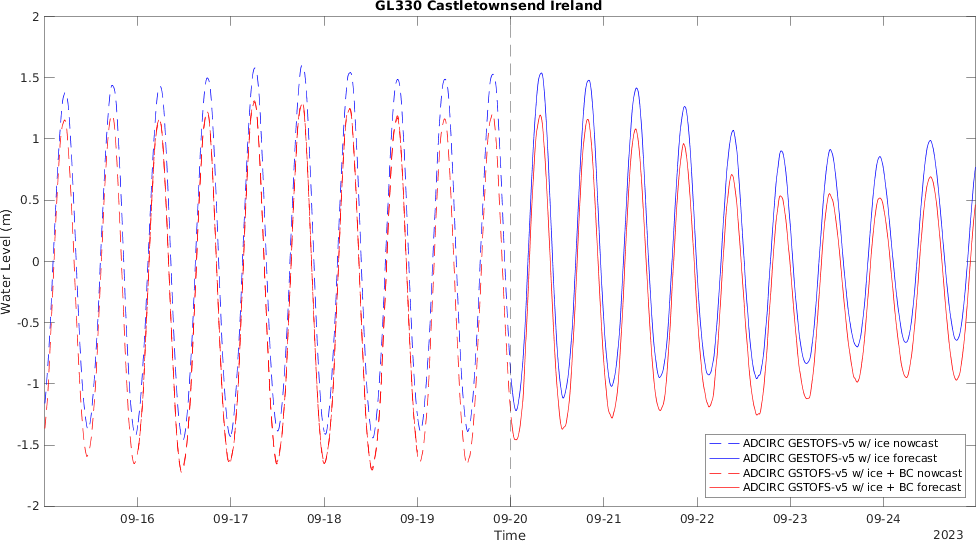 GL330 Castletownsend Ireland
2
1.5
1
0.5
0
-0.5
-1
-1.5
-2
Water Level (m)
ADCIRC GESTOFS-v5 w/ ice nowcast
ADCIRC GESTOFS-v5 w/ ice forecast
ADCIRC GSTOFS-v5 w/ ice + BC nowcast
ADCIRC GSTOFS-v5 w/ ice + BC forecast
09-16 09-17 09-18 09-19 09-20 09-21 09-22 09-23 09-24
Time
2023